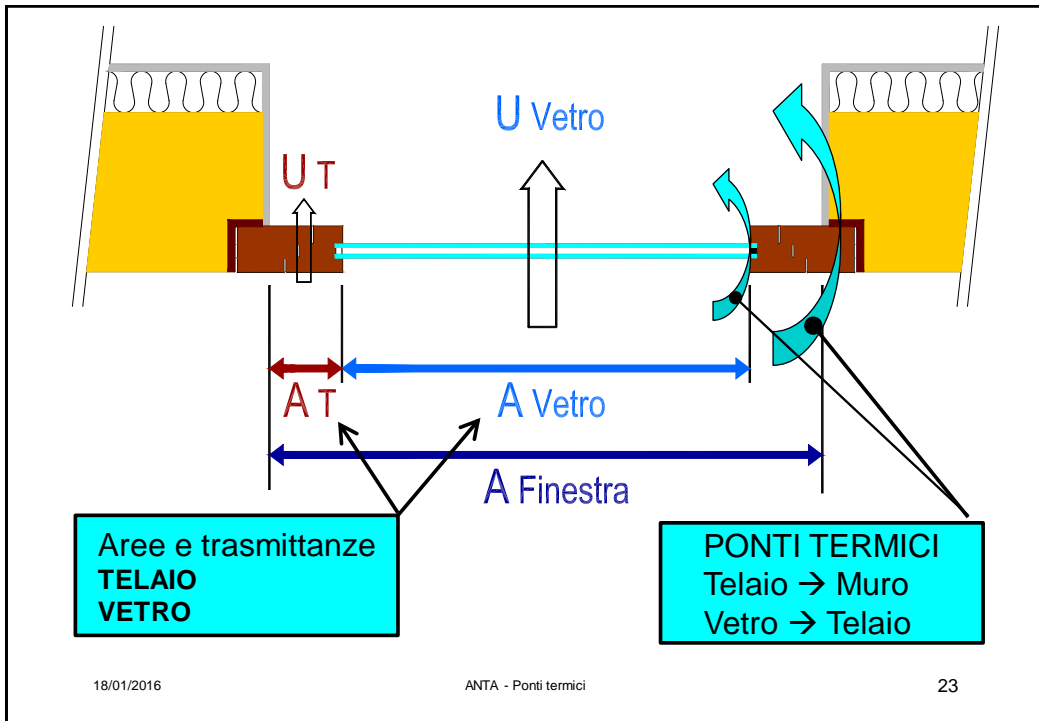 U Vetro
U T
A T
A Vetro
A Finestra
Aree e trasmittanze
TELAIO
VETRO
PONTI TERMICI
Telaio → Muro
Vetro → Telaio
18/01/2016
ANTA - Ponti termici
23